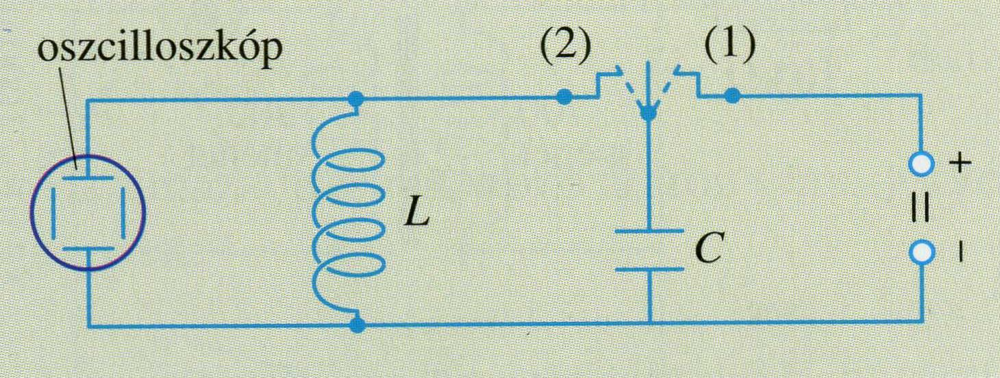 oszcilloszkóp
(2)
(1)
L
C
+
=
−